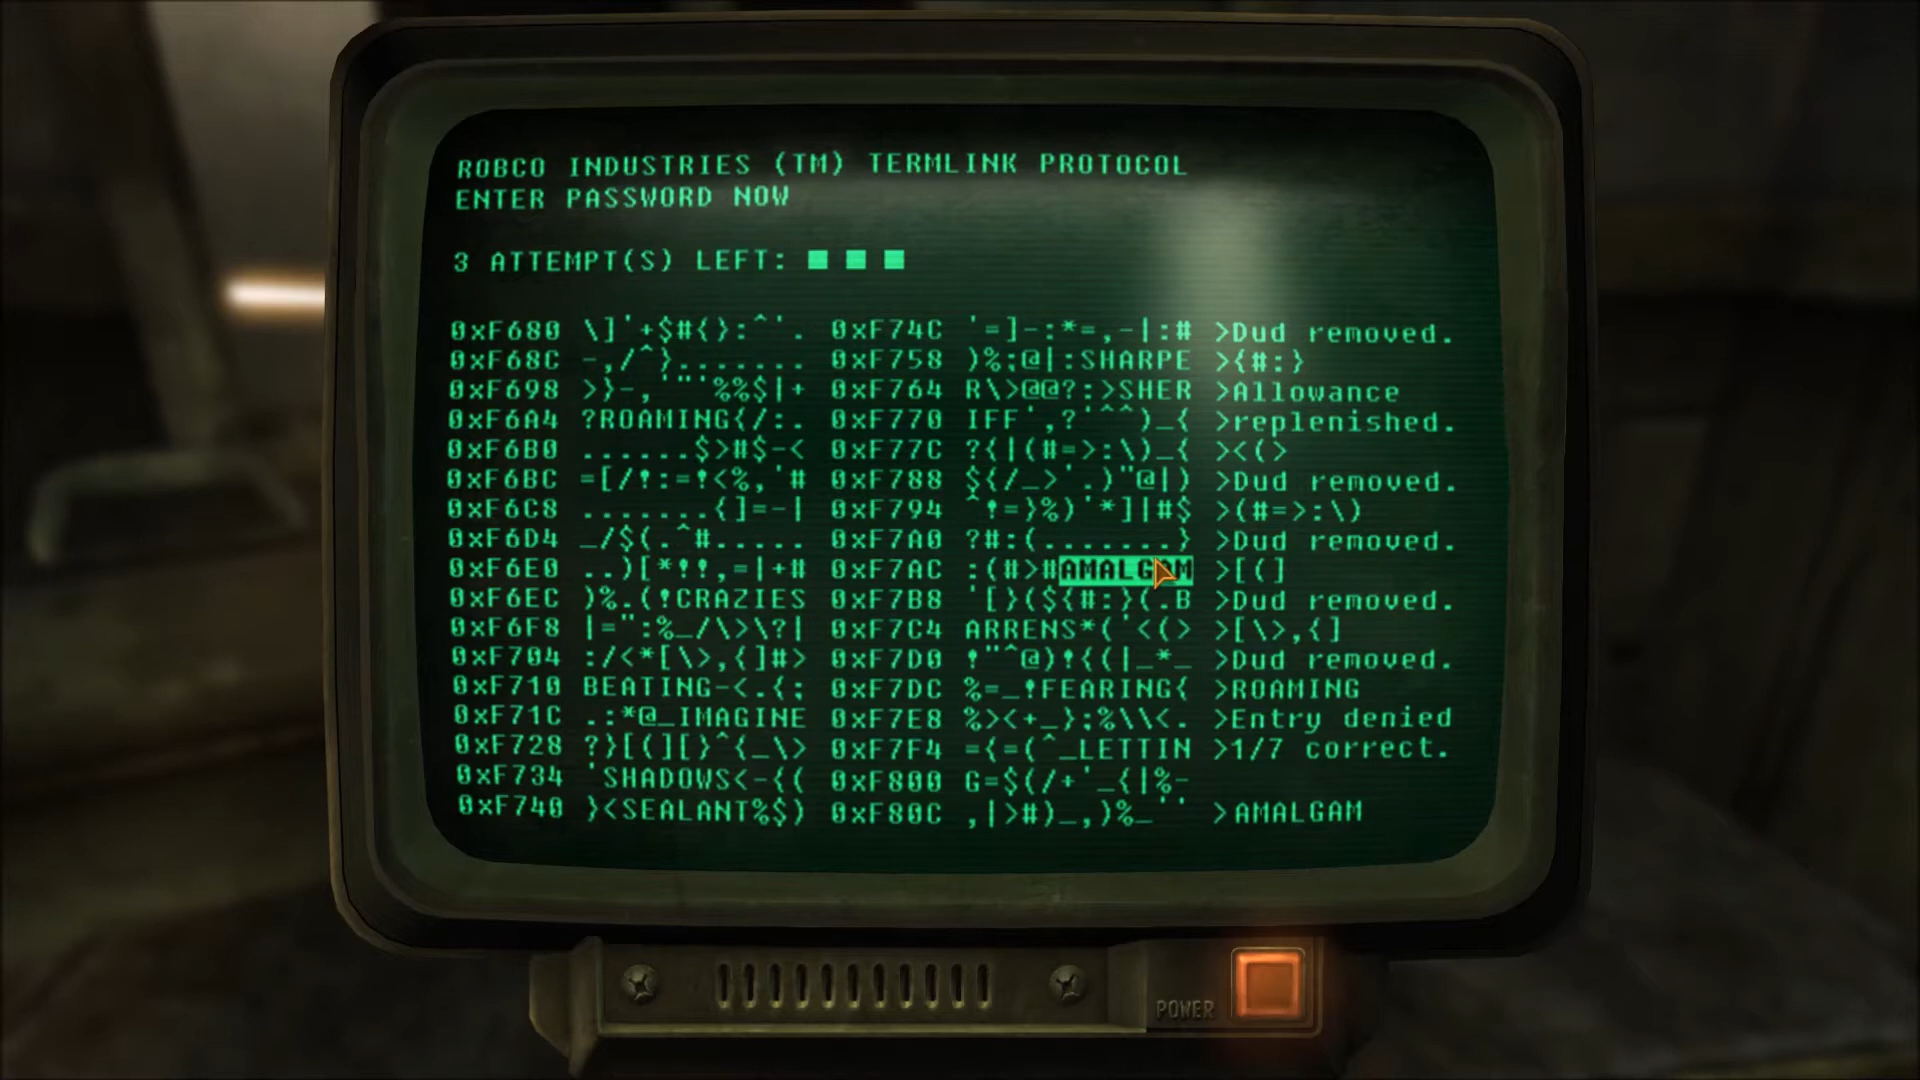 ROBCO INDUSTRIES (TM) TERMLINK PROTOCOL
ENTER PASSWORD NOW
3 ATTEMPT(S) LEFT: ■ ■ ■
0xF680 \]'+$#{}:^'. 0xF74C '=]-:*=,-|:# >Dud removed.
0xF68C -,/^}....... 0xF758 )%;@|:SHARPE >{#:}
0xF698 >}-,'"'%%$|+ 0xF764 R\>@@?:>SHER >Allowance
0xF6A4 ?ROAMING{/:. 0xF770 IFF',?'^^)_{ >replenished.
0xF6B0 ......$>#$-< 0xF77C ?{|(#=>:\)_{ ><(>
0xF6BC =[/!:=!<%,'# 0xF788 ${/_>'.)"@|) >Dud removed.
0xF6C8 .......{]=-| 0xF794 ^!=}%)'*]|#$ >(#=>:\)
0xF6D4 _/$(.^#..... 0xF7A0 ?#:(.......} >Dud removed.
0xF6E0 ..)[*!!,=|+# 0xF7AC :(#>#AMALGAM >[(]
0xF6EC )%.(!CRAZIES 0xF7B8 '[}(${#:}(.B >Dud removed.
0xF6F8 |=":%_/\>\?| 0xF7C4 ARRENS*('<(> >[\>,{]
0xF704 :/<*[\>,{]#> 0xF7D0 !"^@)!{(|_*_ >Dud removed.
0xF710 BEATING-<.{; 0xF7DC %=_!FEARING{ >ROAMING
0xF71C .:*@_IMAGINE 0xF7E8 %><+_};%\\<. >Entry denied
0xF728 ?}[(][}^{_\> 0xF7F4 ={=(^_LETTIN >1/7 correct.
0xF734 'SHADOWS<-{( 0xF800 G=$(/+'_{|%-
0xF740 }<SEALANT%$) 0xF80C ,|>#)_,)%_'' >AMALGAM
POWER